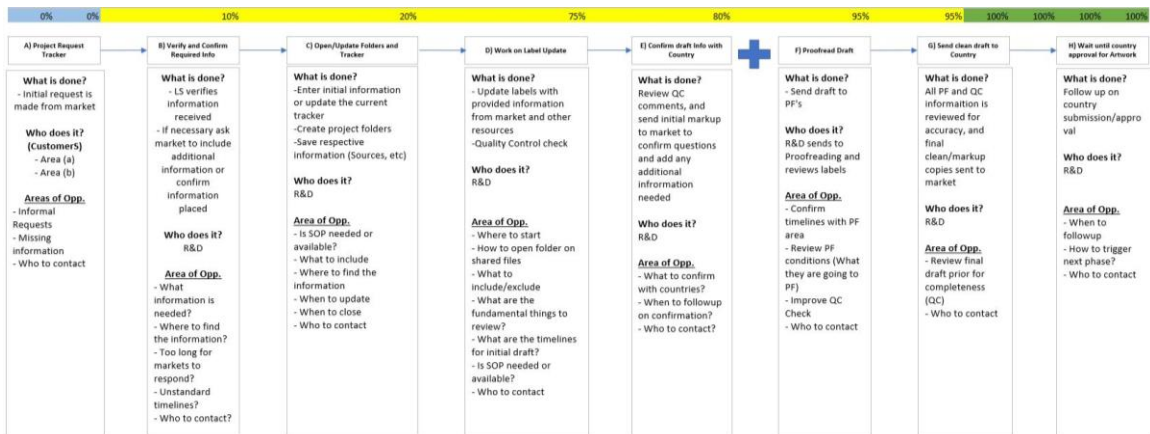 0% 0% 10% 20% 75% 80% 95% 95% 100% 100% 100% 100%
A) Project Request
Tracker
What is done?
- Initial request is
made from market
Who does it?
(CustomerS)
- Area (a)
- Area (b)
Areas of Opp.
- Informal
Requests
- Missing
information
- Who to contact
B) Verify and Confirm
Required Info
What is done?
- LS verifies
information
received
- If necessary ask
market to include
additional
information or
confirm
information
placed
Who does it?
R&D
Area of Opp.
- What
information is
needed?
- Where to find
the information?
- Too long for
markets to
respond?
- Unstandard
timelines?
- Who to contact?
C) Open/Update Folders and
Tracker
What is done?
-Enter initial information
or update the current
tracker
-Create project folders
-Save respective
information (Sources, etc)
Who does it?
R&D
Area of Opp.
- Is SOP needed or
available?
- What to include
- Where to find the
information
- When to update
- When to close
- Who to contact
D) Work on Label Update
What is done?
- Update labels with
provided information
from market and other
resources
-Quality Control check
Who does it?
R&D
Area of Opp.
- Where to start
- How to open folder on
shared files
- What to
include/exclude
- What are the
fundamental things to
review?
- What are the timelines
for initial draft?
- Is SOP needed or
available?
- Who to contact
E) Confirm draft Info with
Country
What is done?
Review QC
comments, and
send initial markup
to market to
confirm questions
and add any
additional
infrormation
needed
Who does it?
R&D
Area of Opp.
- What to confirm
with countries?
- When to followup
on confirmation?
- Who to contact?
F) Proofread Draft
What is done?
- Send draft to
PF's
Who does it?
R&D sends to
Proofreading and
reviews labels
Area of Opp.
- Confirm
timelines with PF
area
- Review PF
conditions (What
they are going to
PF)
- Improve QC
Check
- Who to contact
G) Send clean draft to
Country
What is done?
All PF and QC
informaition is
reviewed for
accuracy, and
final
clean/markup
copies sent to
market
Who does it?
R&D
Area of Opp.
- Review final
draft prior for
completeness
(QC)
- Who to contact
H) Wait until country
approval for Artwork
What is done?
Follow up on
country
submission/appro
val
Who does it?
R&D
Area of Opp.
- When to
followup
- How to trigger
next phase?
- Who to contact